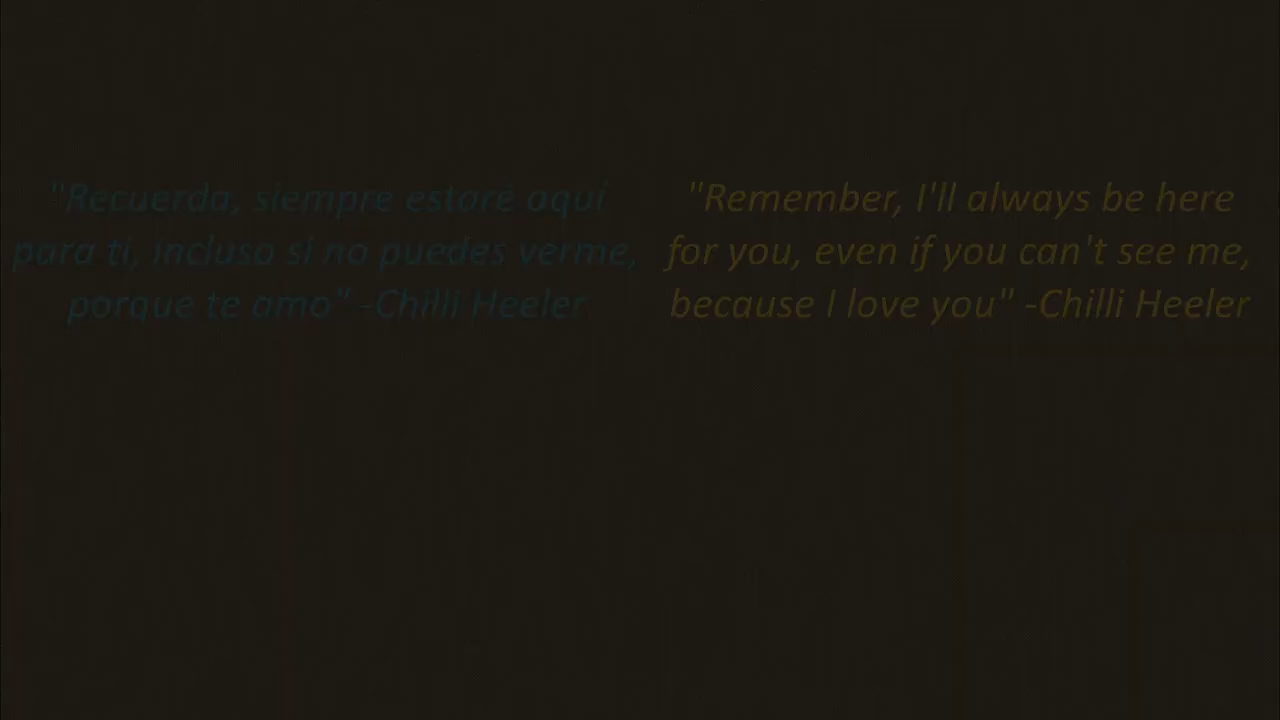 "Recuerda, siempre estaré aquí
para ti, incluso si no puedes verme,
porque te amo" -Chilli Heeler
"Remember, I'll always be here
for you, even if you can't see me,
because I love you" -Chilli Heeler